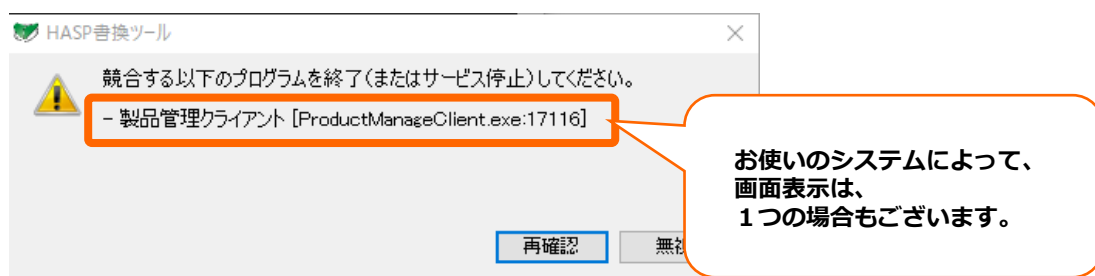 HASP書換ツール
競合する以下のプログラムを終了(またはサービス停止)してください。
- 製品管理クライアント [ProductManageClient.exe:17116]
お使いのシステムによって、
画面表示は、
１つの場合もございます。
再確認